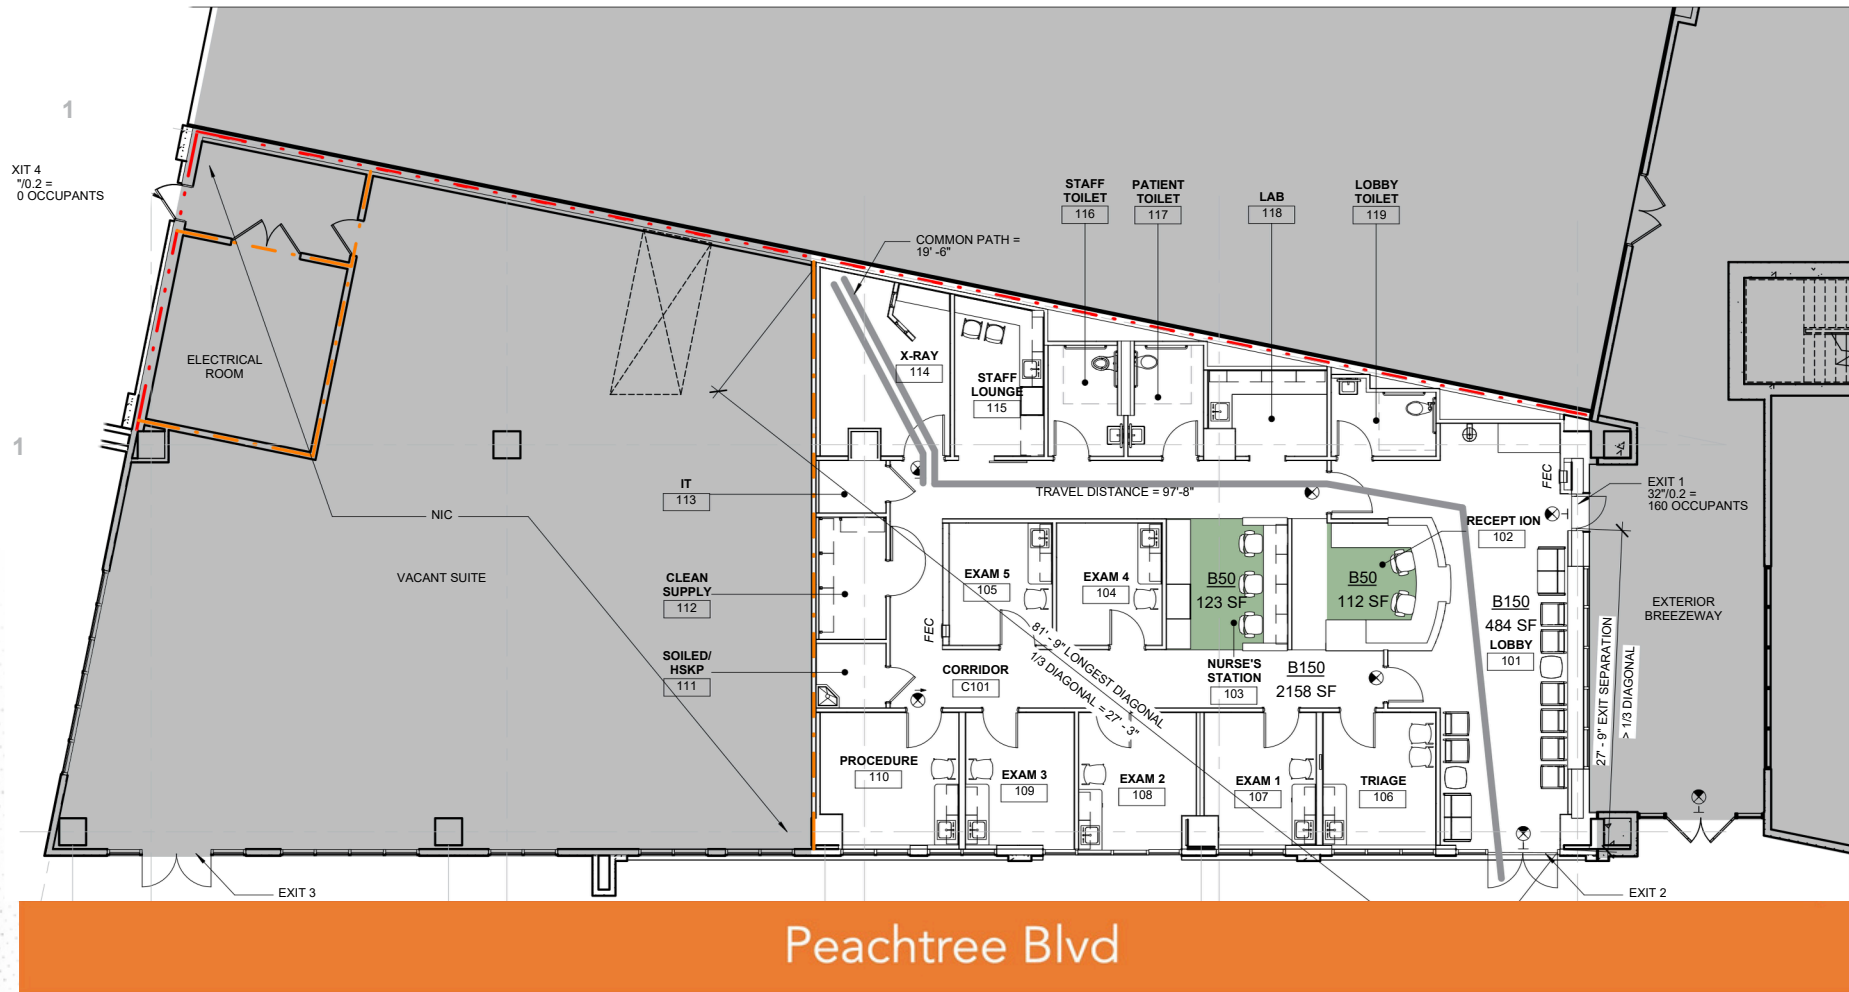 1
XIT 4
"/0.2 =
0 OCCUPANTS
STAFF
TOILET
116
PATIENT
TOILET
117
LAB
118
LOBBY
TOILET
119
COMMON PATH =
19' -6"
ELECTRICAL
ROOM
X-RAY
114
STAFF
LOUNGE
115
1
IT
113
NIC
TRAVEL DISTANCE = 97'-8"
FEC
EXIT 1
32"/0.2 =
160 OCCUPANTS
RECEPT ION
102
VACANT SUITE
CLEAN
SUPPLY
112
EXAM 5
105
EXAM 4
104
B50
123 SF
B50
112 SF
B150
484 SF
LOBBY
101
EXTERIOR
BREEZEWAY
FEC
81' - 9" LONGEST DIAGONAL
1/3 DIAGONAL = 27' - 3"
27' - 9" EXIT SEPARATION
> 1/3 DIAGONAL
SOILED/
HSKP
111
CORRIDOR
C101
NURSE'S
STATION
103
B150
2158 SF
PROCEDURE
110
EXAM 3
109
EXAM 2
108
EXAM 1
107
TRIAGE
106
EXIT 3
EXIT 2
Peachtree Blvd